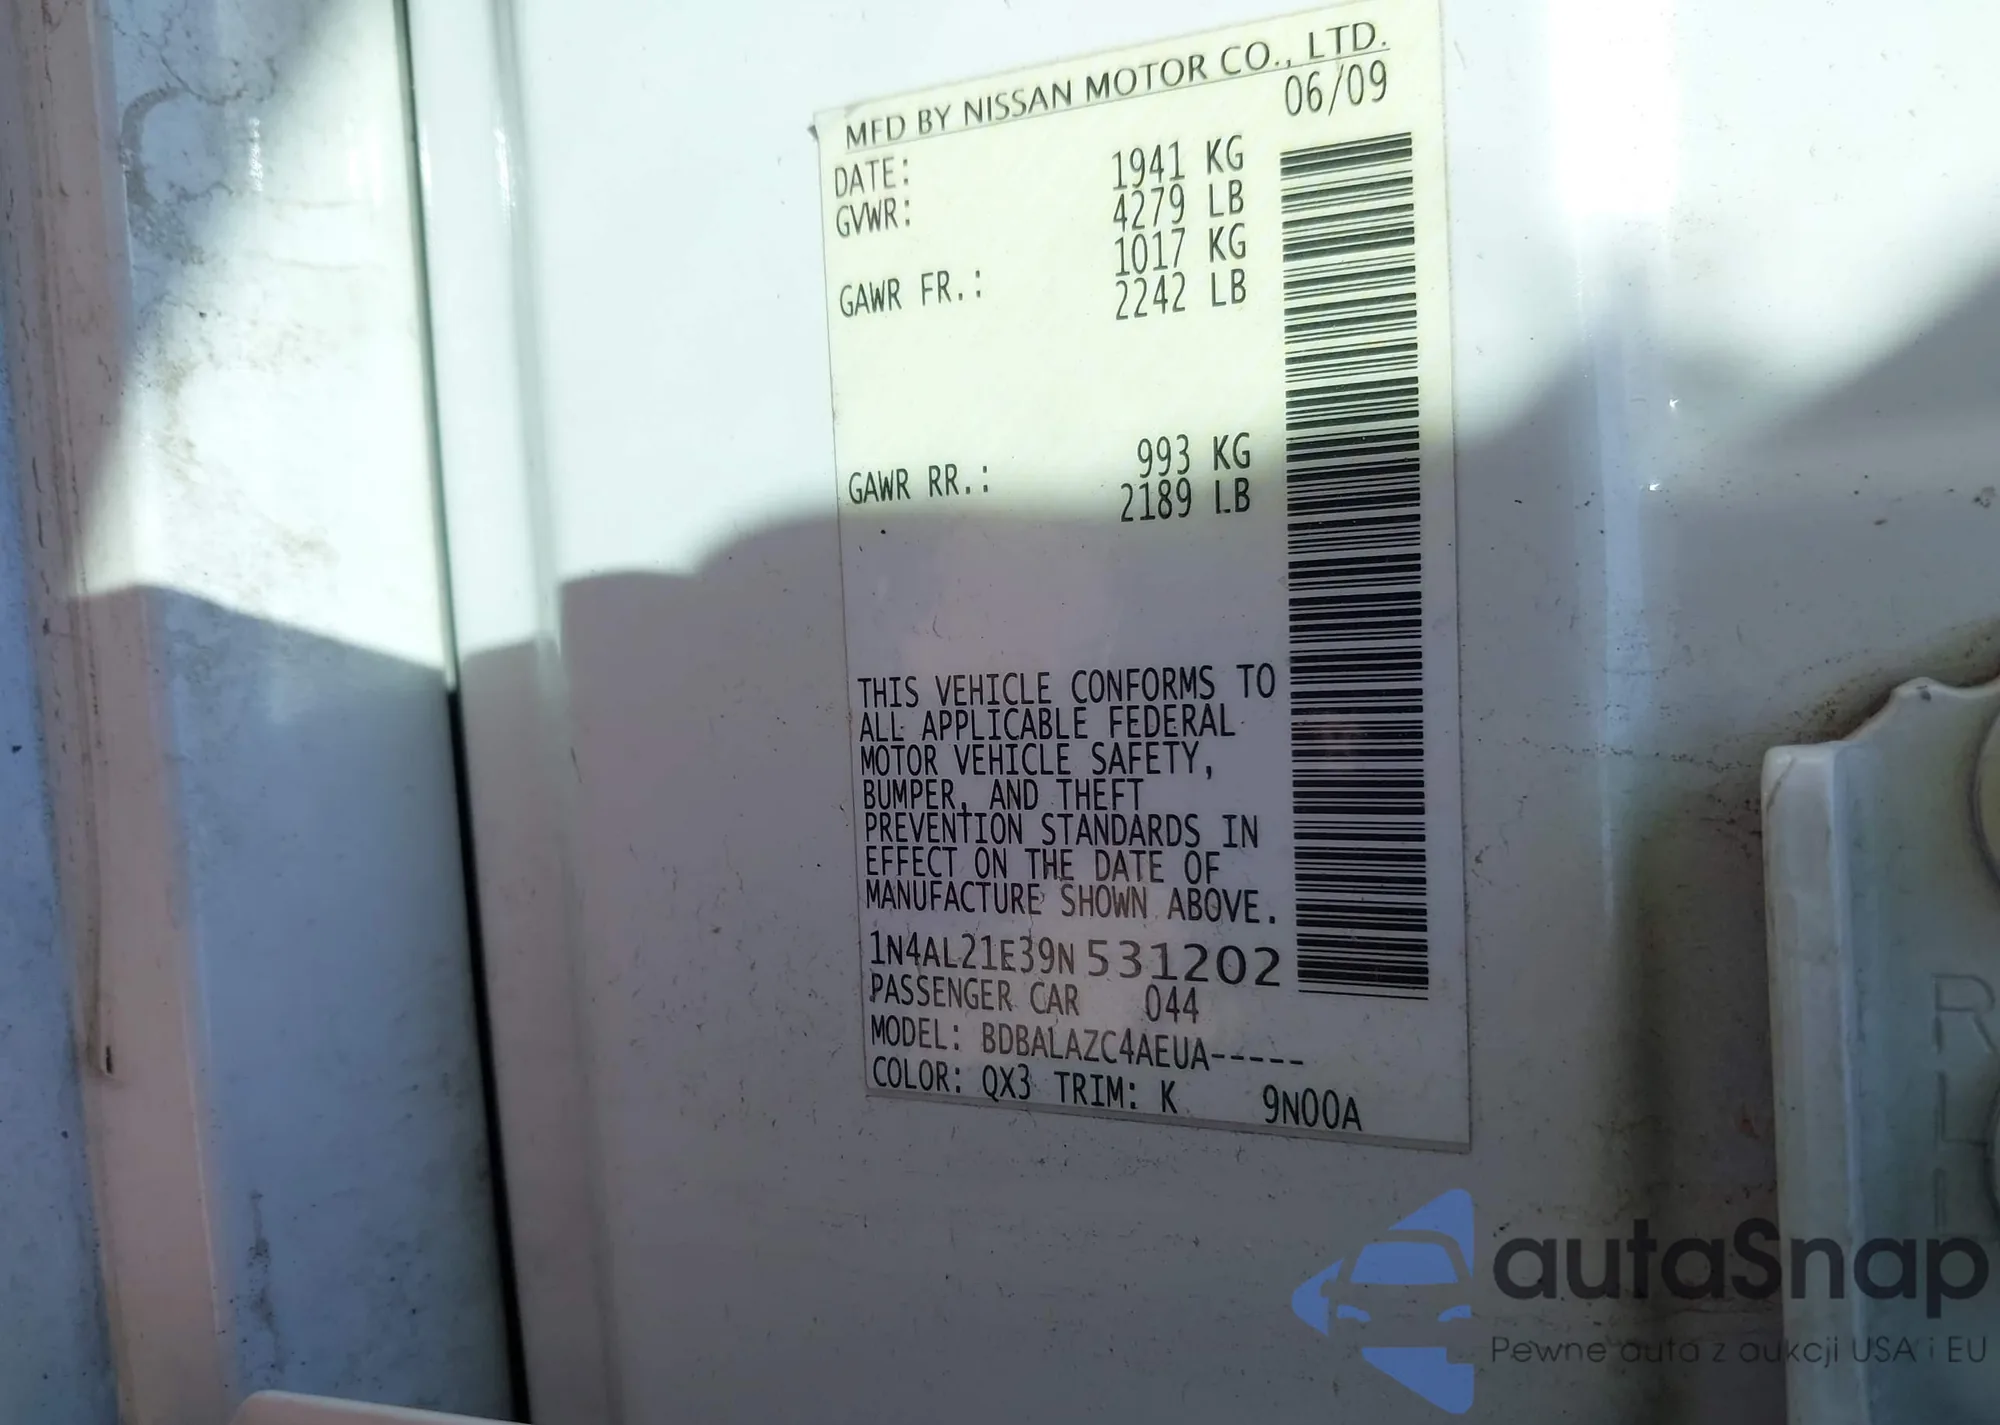 MFD BY NISSAN MOTOR CO., LTD.
DATE: 06/09
GVWR: 1941 KG
4279 LB
GAWR FR.: 1017 KG
2242 LB
GAWR RR.: 993 KG
2189 LB
THIS VEHICLE CONFORMS TO
ALL APPLICABLE FEDERAL
MOTOR VEHICLE SAFETY,
BUMPER, AND THEFT
PREVENTION STANDARDS IN
EFFECT ON THE DATE OF
MANUFACTURE SHOWN ABOVE.
1N4AL21E39N531202
PASSENGER CAR 044
MODEL: BDBALAZC4AEUA-----
COLOR: QX3 TRIM: K 9N00A
autaSnap
Pewne auta z aukcji USA i EU